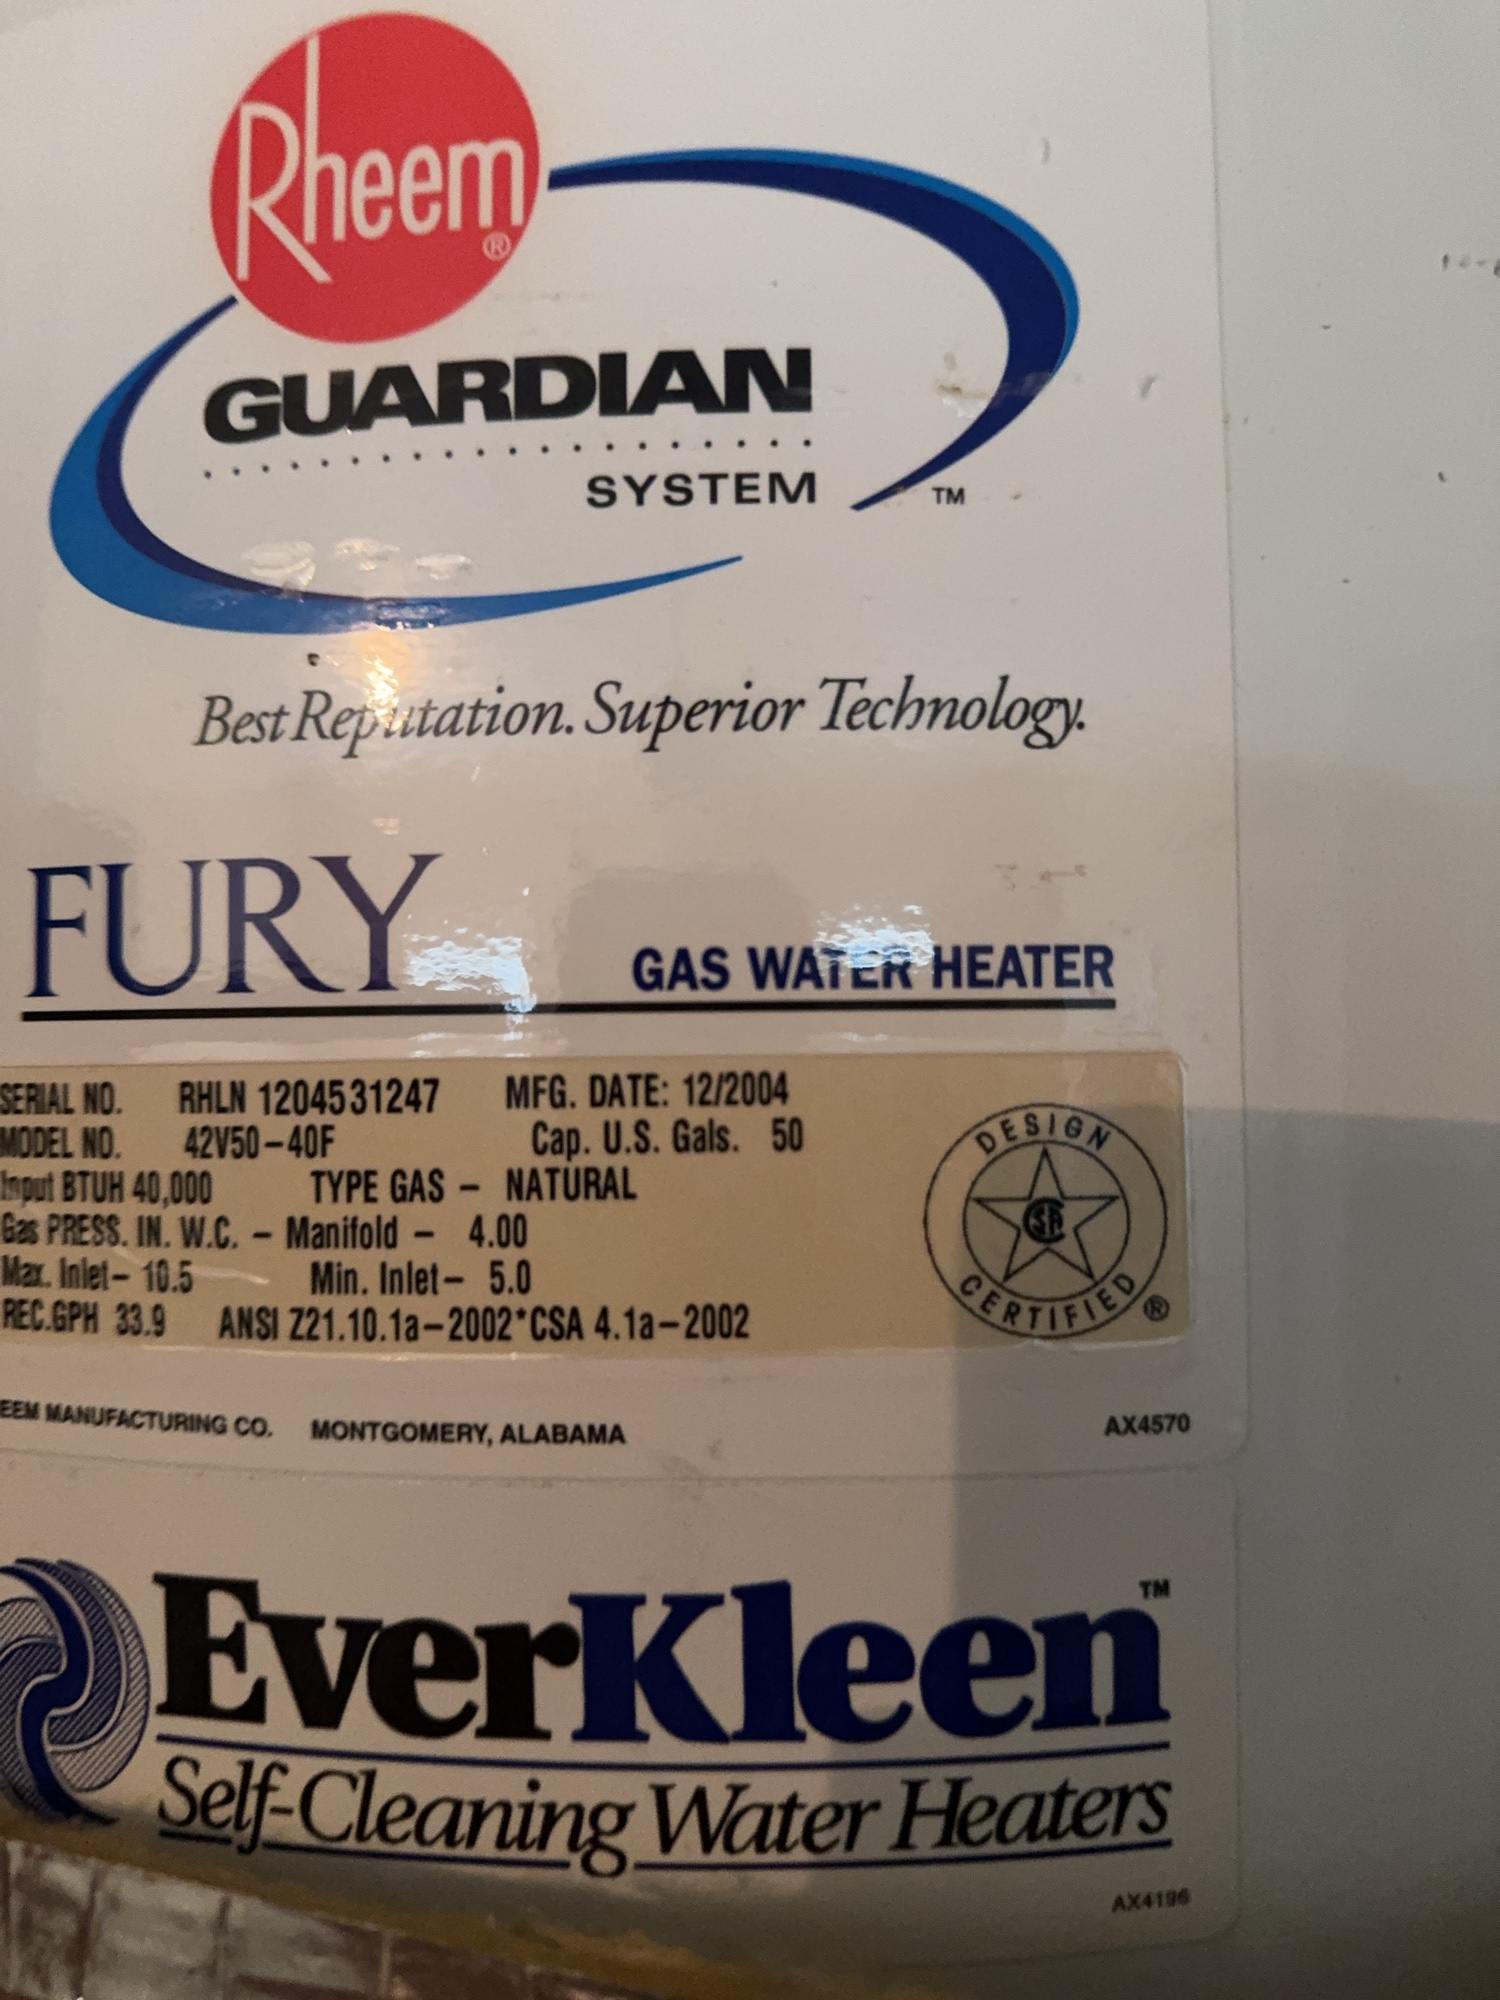 Rheem®
GUARDIAN
SYSTEM ™
Best Reputation. Superior Technology.
FURY GAS WATER HEATER
SERIAL NO. RHLN 1204531247 MFG. DATE: 12/2004
MODEL NO. 42V50-40F Cap. U.S. Gals. 50
Input BTUH 40,000 TYPE GAS - NATURAL
Gas PRESS. IN. W.C. - Manifold - 4.00
Max. Inlet- 10.5 Min. Inlet- 5.0
REC.GPH 33.9 ANSI Z21.10.1a-2002*CSA 4.1a-2002
DESIGN
CSA
CERTIFIED ®
EEM MANUFACTURING CO. MONTGOMERY, ALABAMA AX4570
EverKleen™
Self-Cleaning Water Heaters
AX4196